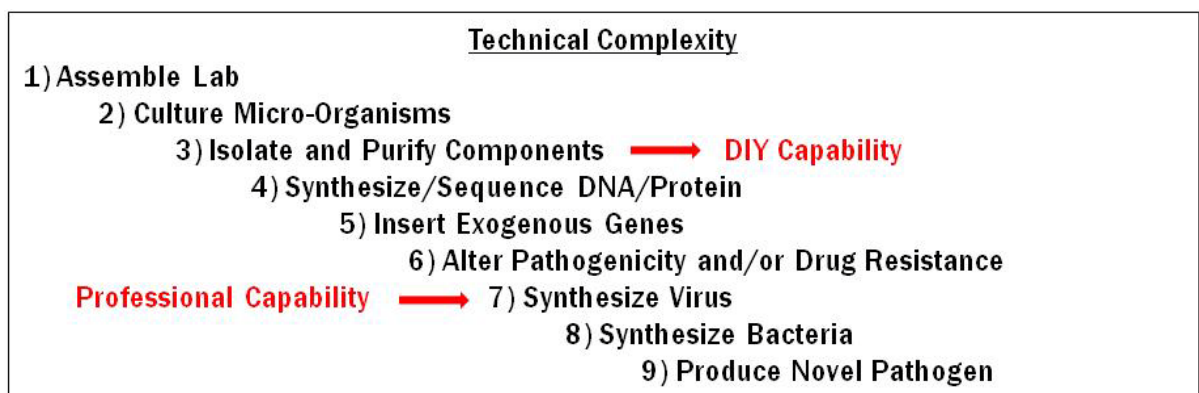 Technical Complexity
1) Assemble Lab
2) Culture Micro-Organisms
3) Isolate and Purify Components DIY Capability
4) Synthesize/Sequence DNA/Protein
5) Insert Exogenous Genes
6) Alter Pathogenicity and/or Drug Resistance
Professional Capability 7) Synthesize Virus
8) Synthesize Bacteria
9) Produce Novel Pathogen